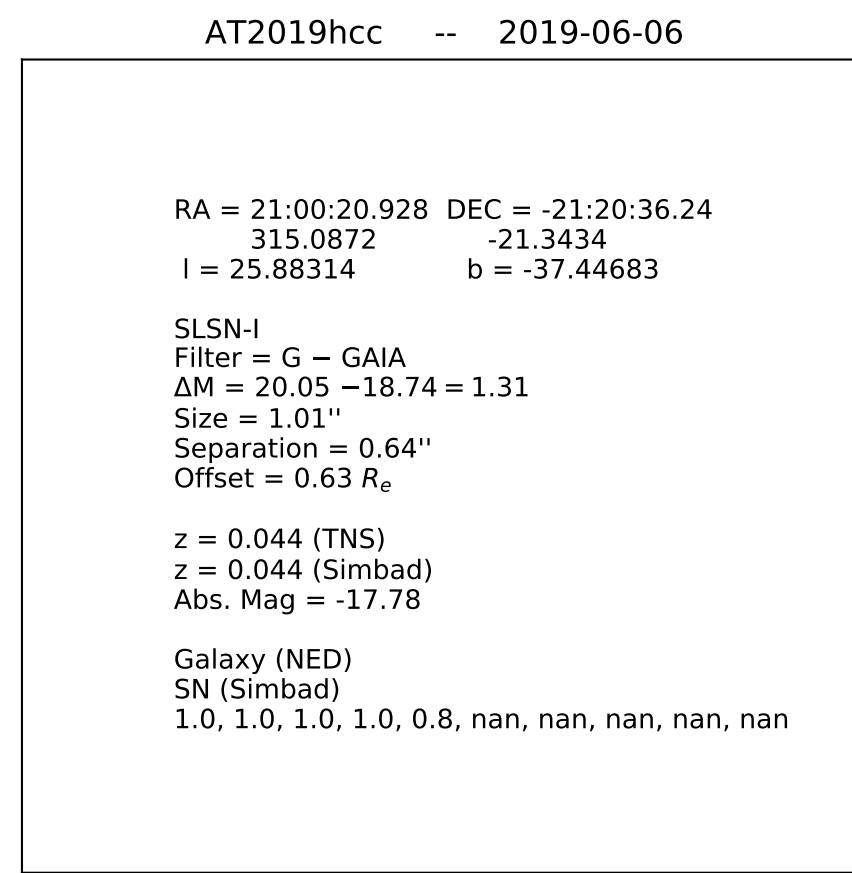 AT2019hcc -- 2019-06-06
RA = 21:00:20.928 DEC = -21:20:36.24
315.0872 -21.3434
l = 25.88314 b = -37.44683
SLSN-I
Filter = G − GAIA
ΔM = 20.05 −18.74 = 1.31
Size = 1.01''
Separation = 0.64''
Offset = 0.63 Rₑ
z = 0.044 (TNS)
z = 0.044 (Simbad)
Abs. Mag = -17.78
Galaxy (NED)
SN (Simbad)
1.0, 1.0, 1.0, 1.0, 0.8, nan, nan, nan, nan, nan